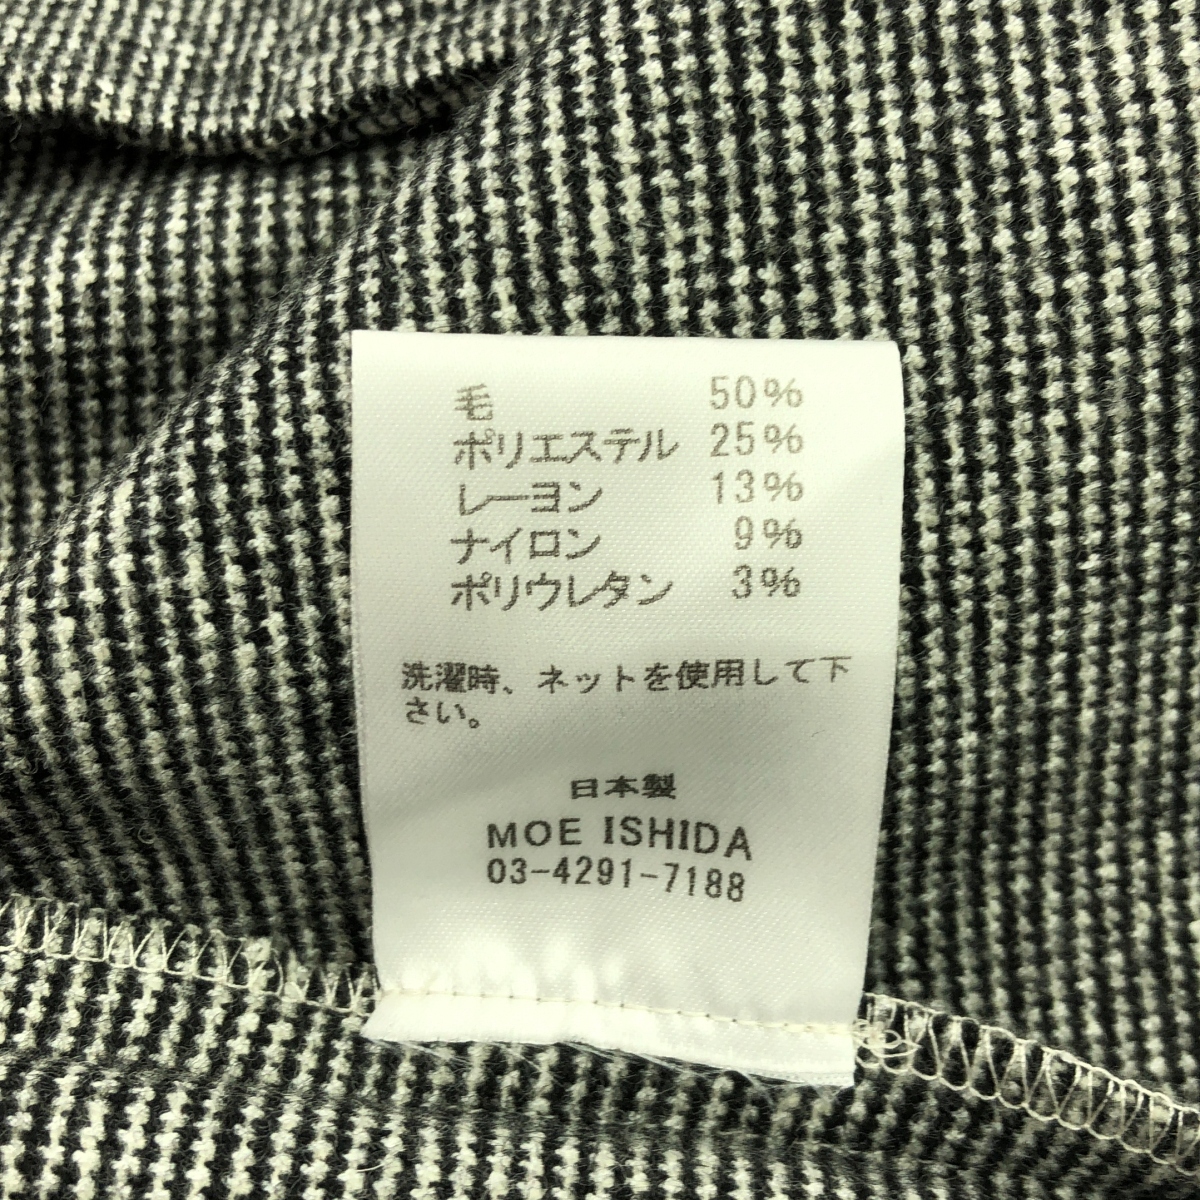 毛 50%
ポリエステル 25%
レーヨン 13%
ナイロン 9%
ポリウレタン 3%
洗濯時、ネットを使用して下
さい。
日本製
MOE ISHIDA
03-4291-7188